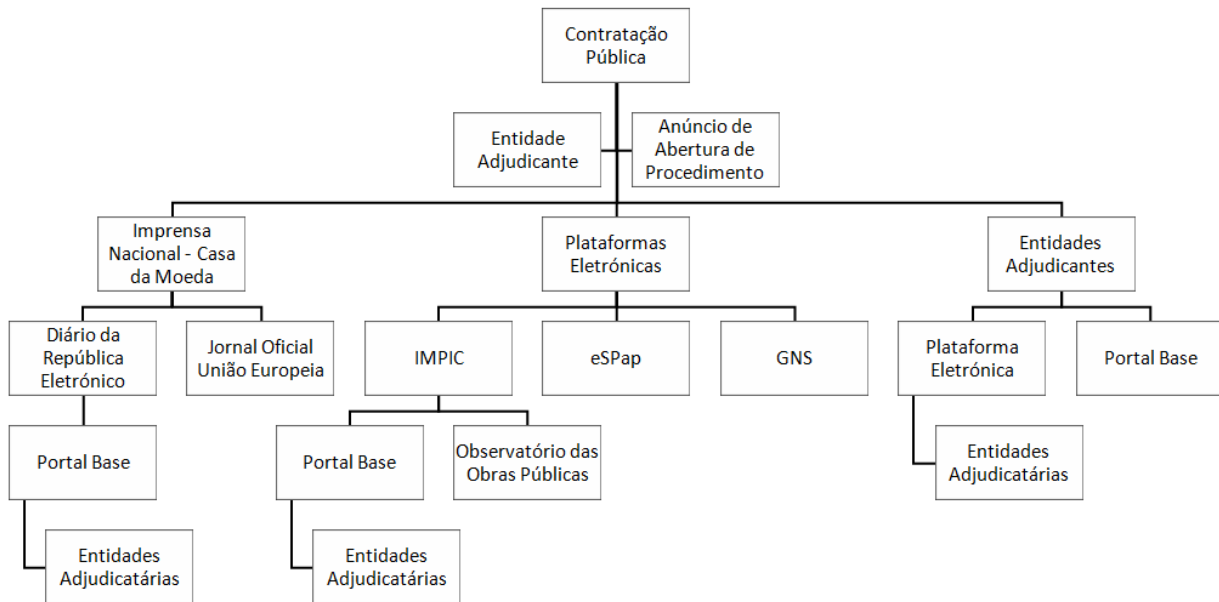 Contratação
Pública
Entidade
Adjudicante
Anúncio de
Abertura de
Procedimento
Imprensa
Nacional - Casa
da Moeda
Plataformas
Eletrónicas
Entidades
Adjudicantes
Diário da
República
Eletrónico
Jornal Oficial
União Europeia
IMPIC
eSPap
GNS
Plataforma
Eletrónica
Portal Base
Portal Base
Portal Base
Observatório das
Obras Públicas
Entidades
Adjudicatárias
Entidades
Adjudicatárias
Entidades
Adjudicatárias